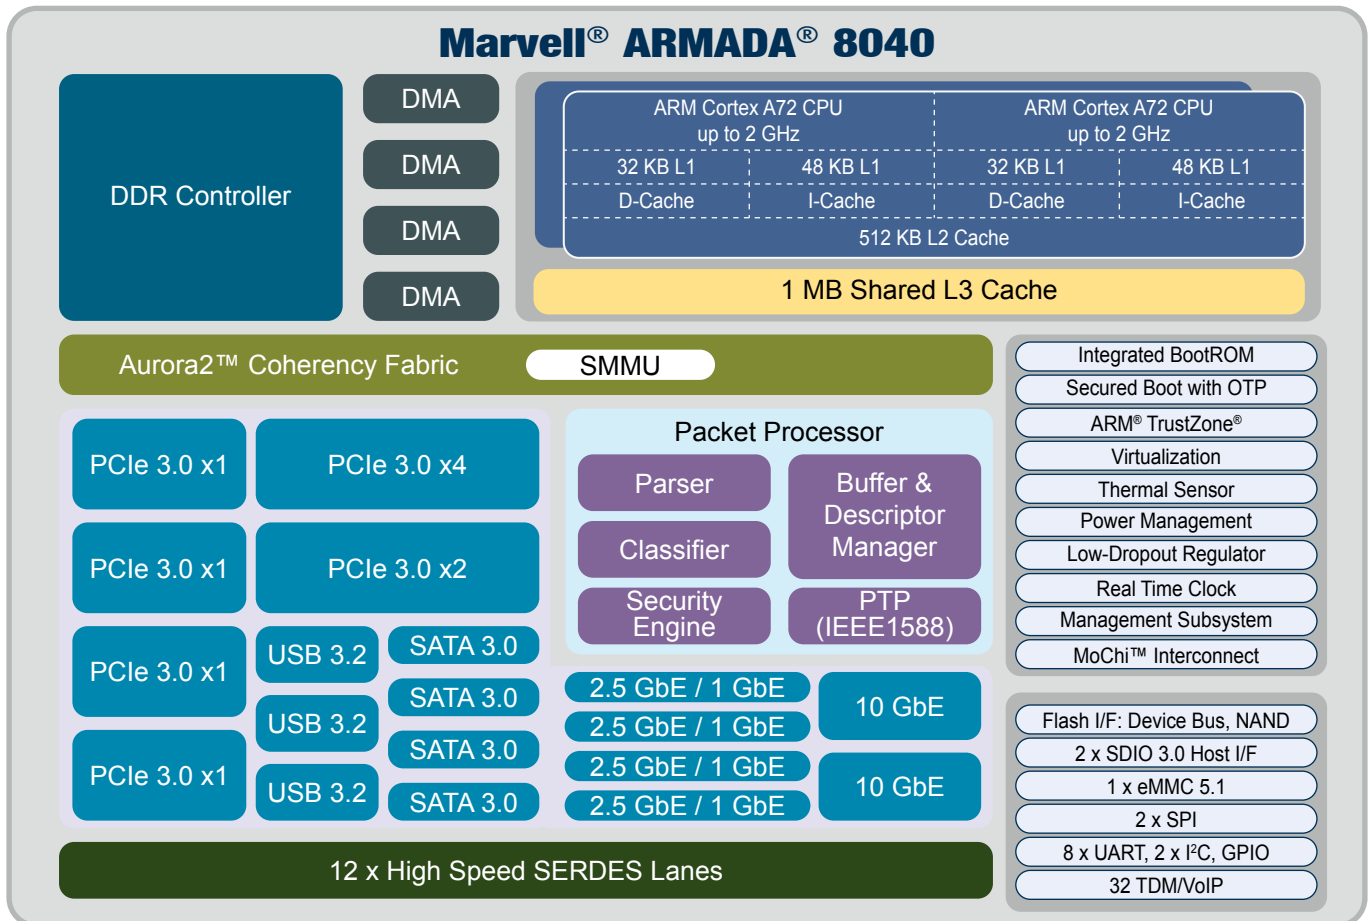 Marvell® ARMADA® 8040
DDR Controller
DMA
DMA
DMA
DMA
ARM Cortex A72 CPU
up to 2 GHz
ARM Cortex A72 CPU
up to 2 GHz
32 KB L1
48 KB L1
32 KB L1
48 KB L1
D-Cache
I-Cache
D-Cache
I-Cache
512 KB L2 Cache
1 MB Shared L3 Cache
Aurora2™ Coherency Fabric
SMMU
PCIe 3.0 x1
PCIe 3.0 x4
PCIe 3.0 x1
PCIe 3.0 x2
PCIe 3.0 x1
PCIe 3.0 x1
USB 3.2
USB 3.2
USB 3.2
SATA 3.0
SATA 3.0
SATA 3.0
SATA 3.0
Packet Processor
Parser
Classifier
Security
Engine
Buffer &
Descriptor
Manager
PTP
(IEEE1588)
2.5 GbE / 1 GbE
2.5 GbE / 1 GbE
2.5 GbE / 1 GbE
2.5 GbE / 1 GbE
10 GbE
10 GbE
12 x High Speed SERDES Lanes
Integrated BootROM
Secured Boot with OTP
ARM® TrustZone®
Virtualization
Thermal Sensor
Power Management
Low-Dropout Regulator
Real Time Clock
Management Subsystem
MoChi™ Interconnect
Flash I/F: Device Bus, NAND
2 x SDIO 3.0 Host I/F
1 x eMMC 5.1
2 x SPI
8 x UART, 2 x I²C, GPIO
32 TDM/VoIP